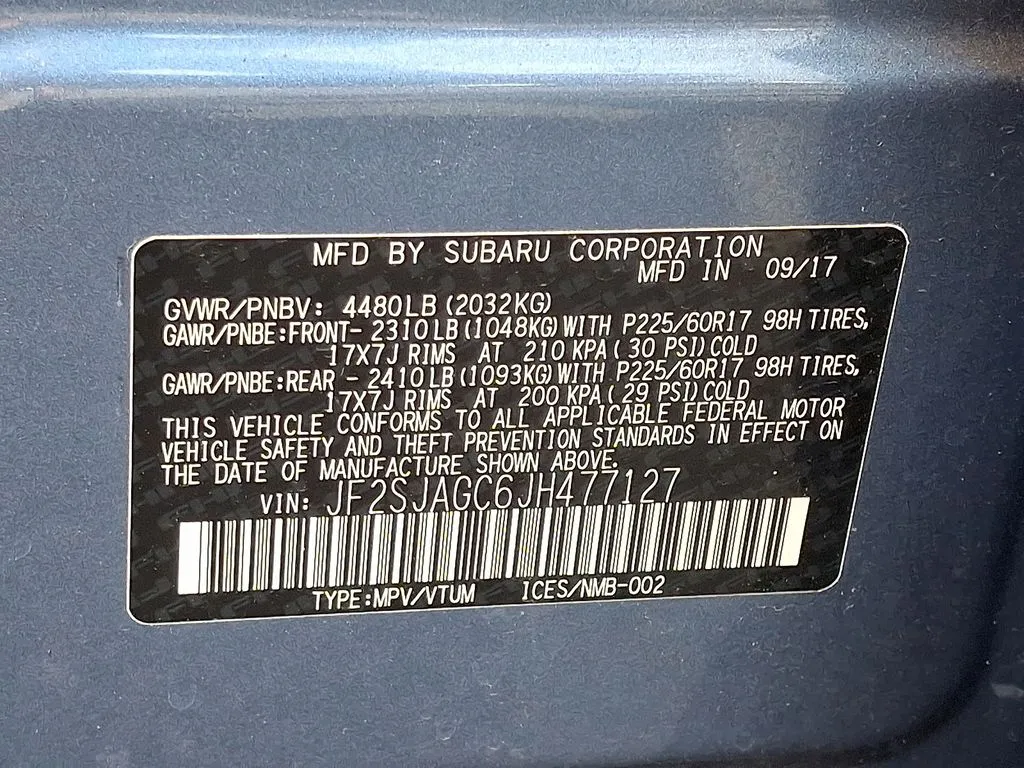 MFD BY SUBARU CORPORATION
MFD IN 09/17
GVWR/PNBV: 4480LB(2032KG)
GAWR/PNBE:FRONT- 2310LB(1048KG)WITH P225/60R17 98H TIRES,
17X7J RIMS AT 210 KPA( 30 PSI)COLD
GAWR/PNBE:REAR - 2410LB(1093KG)WITH P225/60R17 98H TIRES,
17X7J RIMS AT 200 KPA( 29 PSI)COLD
THIS VEHICLE CONFORMS TO ALL APPLICABLE FEDERAL MOTOR
VEHICLE SAFETY AND THEFT PREVENTION STANDARDS IN EFFECT ON
THE DATE OF MANUFACTURE SHOWN ABOVE.
VIN: JF2SJAGC6JH477127
TYPE:MPV/VTUM ICES/NMB-002